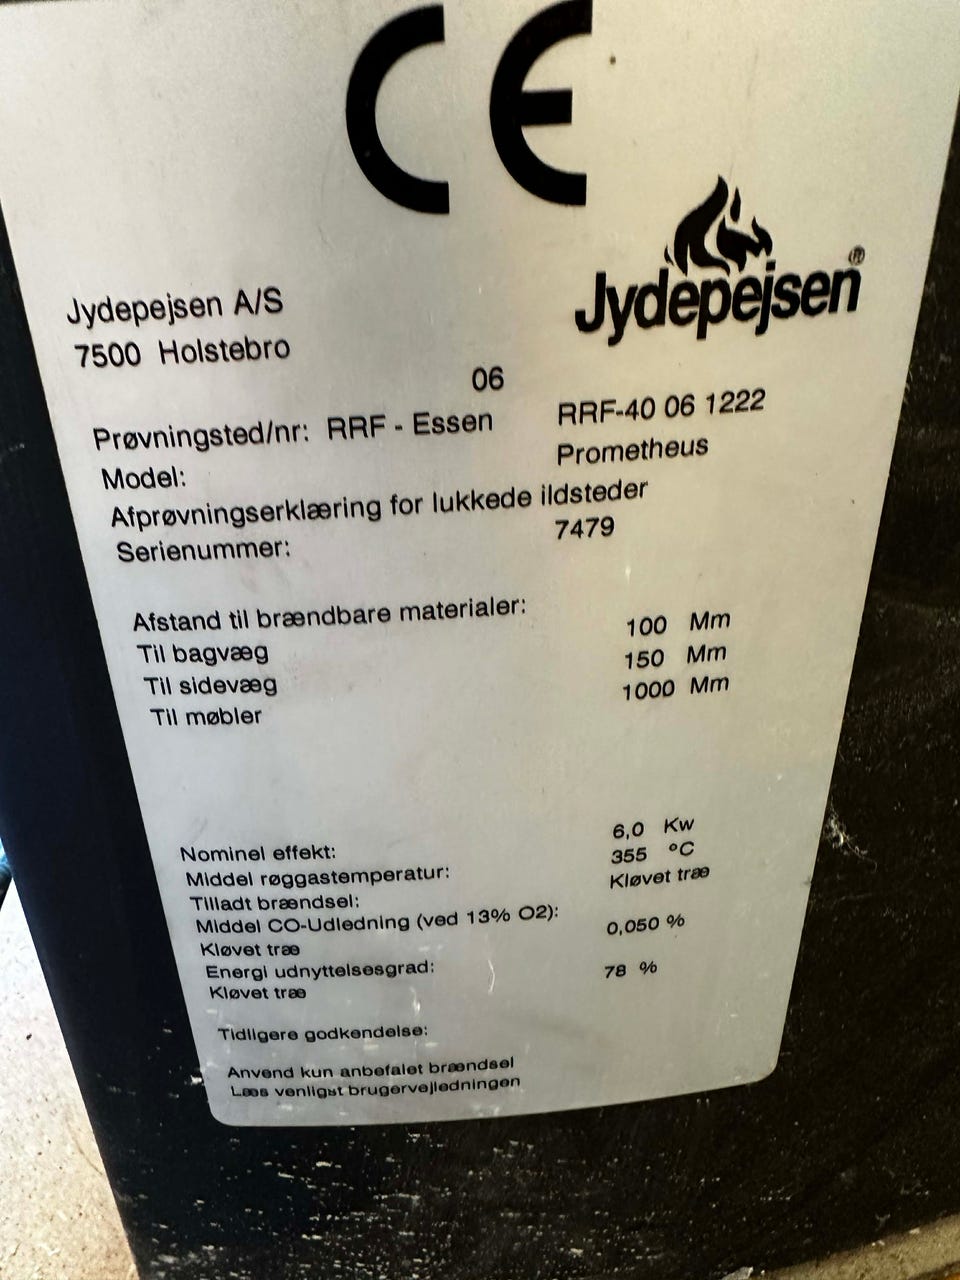 CE
Jydepejsen®
Jydepejsen A/S
7500 Holstebro
06
Prøvningsted/nr: RRF - Essen RRF-40 06 1222
Model: Prometheus
Afprøvningserklæring for lukkede ildsteder
Serienummer: 7479
Afstand til brændbare materialer:
Til bagvæg 100 Mm
Til sidevæg 150 Mm
Til møbler 1000 Mm
Nominel effekt: 6,0 Kw
Middel røggastemperatur: 355 °C
Tilladt brændsel: Kløvet træ
Middel CO-Udledning (ved 13% O2):
Kløvet træ 0,050 %
Energi udnyttelsesgrad:
Kløvet træ 78 %
Tidligere godkendelse:
Anvend kun anbefalet brændsel
Læs venligst brugervejledningen